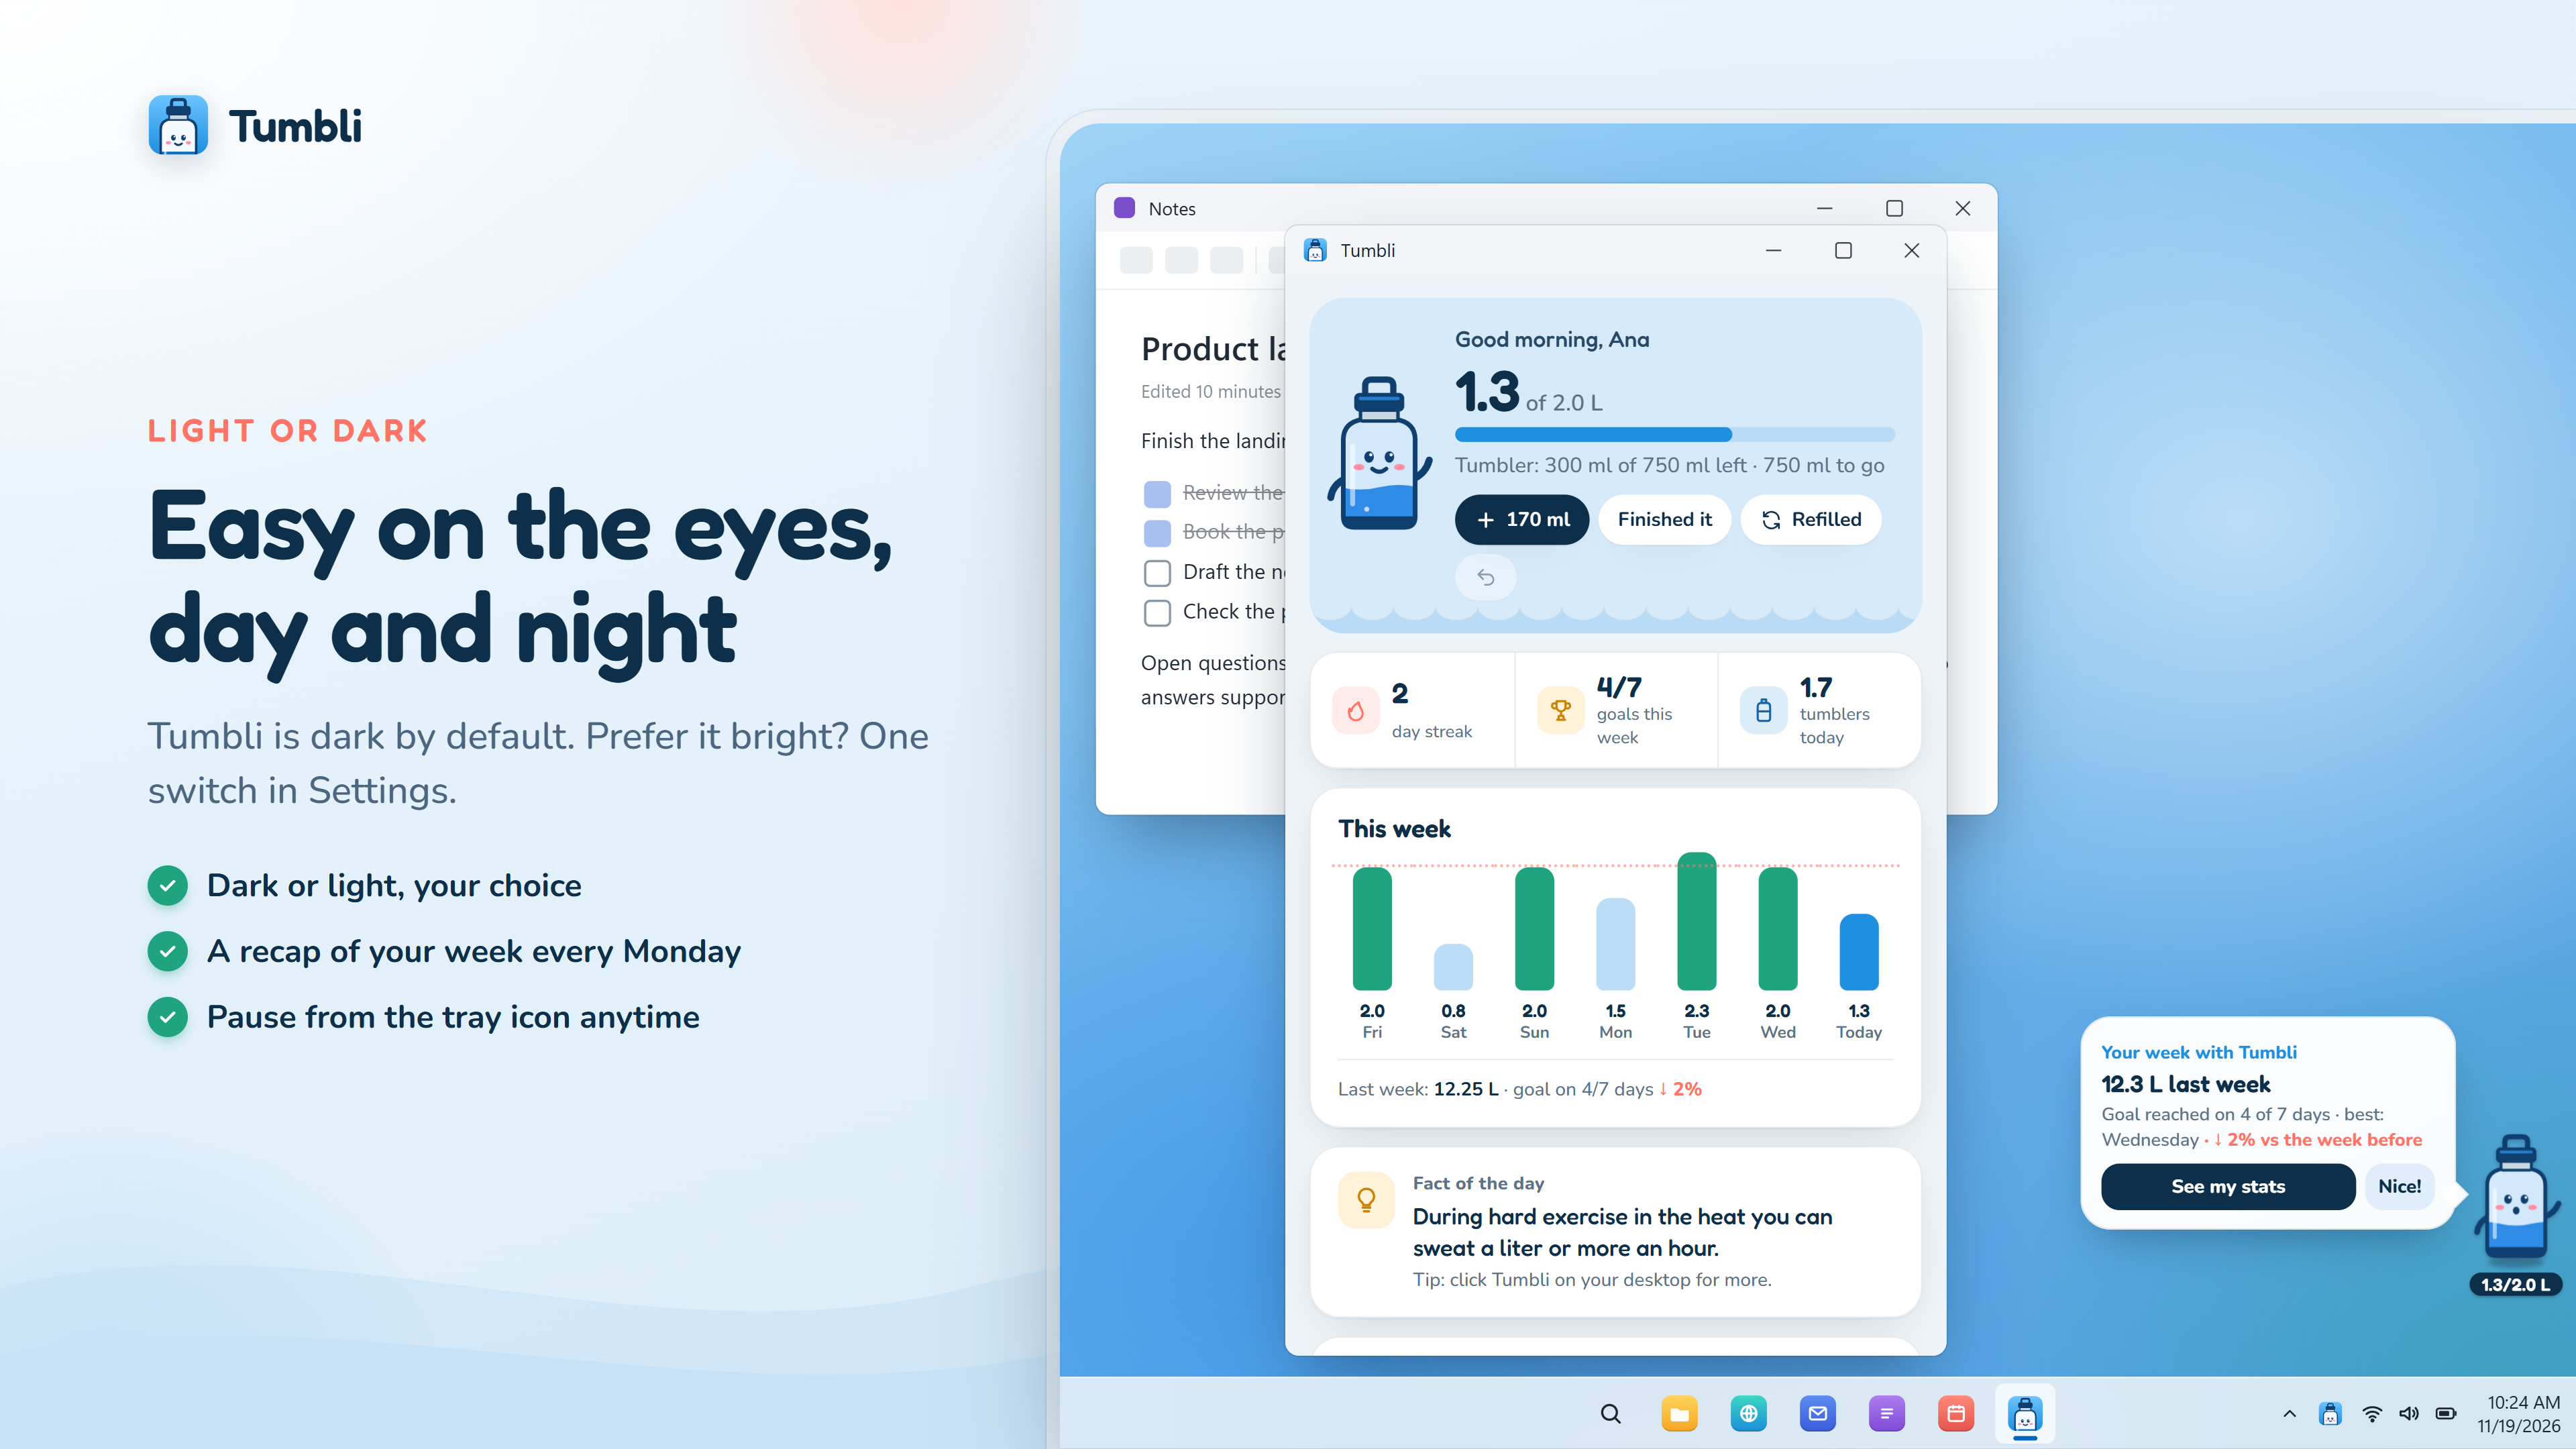 Tumbli
LIGHT OR DARK
Easy on the eyes,
day and night
Tumbli is dark by default. Prefer it bright? One
switch in Settings.
Dark or light, your choice
A recap of your week every Monday
Pause from the tray icon anytime
Notes
Product la
Edited 10 minutes
Finish the landin
Review the
Book the p
Draft the n
Check the p
Open questions
answers suppor
Tumbli
Good morning, Ana
1.3 of 2.0 L
Tumbler: 300 ml of 750 ml left · 750 ml to go
+ 170 ml
Finished it
Refilled
2
day streak
4/7
goals this
week
1.7
tumblers
today
This week
2.0 0.8 2.0 1.5 2.3 2.0 1.3
Fri Sat Sun Mon Tue Wed Today
Last week: 12.25 L · goal on 4/7 days ↓ 2%
Fact of the day
During hard exercise in the heat you can
sweat a liter or more an hour.
Tip: click Tumbli on your desktop for more.
Your week with Tumbli
12.3 L last week
Goal reached on 4 of 7 days · best:
Wednesday · ↓ 2% vs the week before
See my stats
Nice!
1.3/2.0 L
10:24 AM
11/19/2026